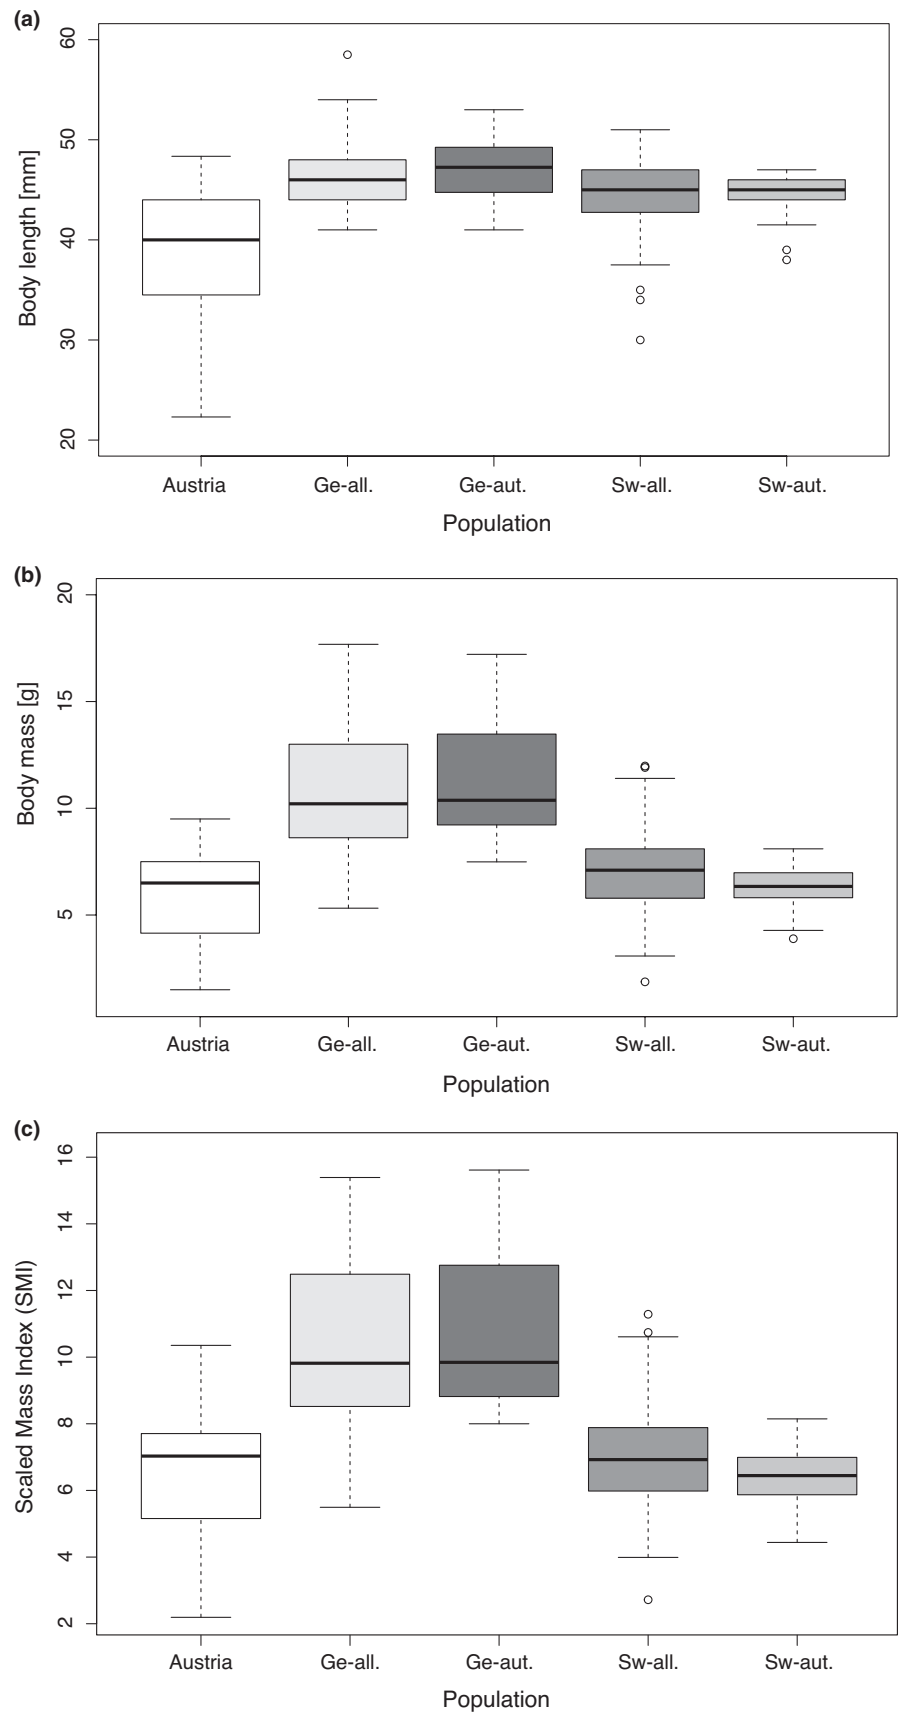 (a)
60
50
40
30
20
Body length [mm]
Austria Ge-all. Ge-aut. Sw-all. Sw-aut.
Population
(b)
20
15
10
5
Body mass [g]
Austria Ge-all. Ge-aut. Sw-all. Sw-aut.
Population
(c)
16
14
12
10
8
6
4
2
Scaled Mass Index (SMI)
Austria Ge-all. Ge-aut. Sw-all. Sw-aut.
Population